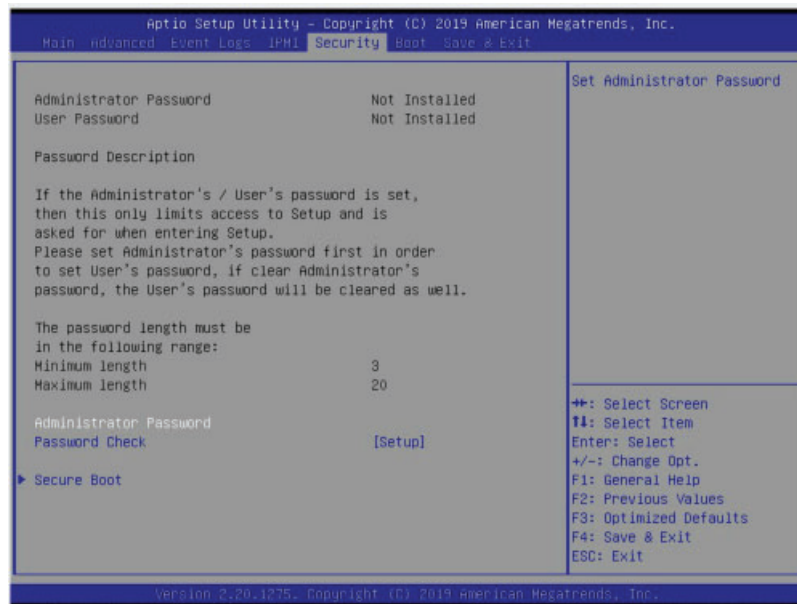 Aptio Setup Utility – Copyright (C) 2019 American Megatrends, Inc.
Main Advanced Event Logs IPMI Security Boot Save & Exit
Administrator Password Not Installed
User Password Not Installed
Password Description
If the Administrator's / User's password is set,
then this only limits access to Setup and is
asked for when entering Setup.
Please set Administrator's password first in order
to set User's password, if clear Administrator's
password, the User's password will be cleared as well.
The password length must be
in the following range:
Minimum length 3
Maximum length 20
Administrator Password
Password Check [Setup]
Secure Boot
Set Administrator Password
→←: Select Screen
↑↓: Select Item
Enter: Select
+/-: Change Opt.
F1: General Help
F2: Previous Values
F3: Optimized Defaults
F4: Save & Exit
ESC: Exit
Version 2.20.1275. Copyright (C) 2019 American Megatrends, Inc.